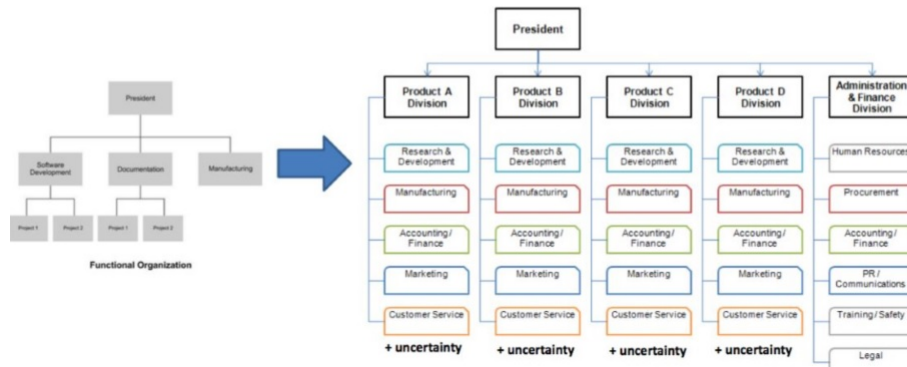 President
Software
Development
Documentation
Manufacturing
Project 1
Project 2
Project 1
Project 2
Functional Organization
President
Product A
Division
Product B
Division
Product C
Division
Product D
Division
Administration
& Finance
Division
Research &
Development
Research &
Development
Research &
Development
Research &
Development
Human Resources
Manufacturing
Manufacturing
Manufacturing
Manufacturing
Procurement
Accounting/
Finance
Accounting/
Finance
Accounting/
Finance
Accounting/
Finance
Accounting/
Finance
Marketing
Marketing
Marketing
Marketing
PR /
Communications
Customer Service
Customer Service
Customer Service
Customer Service
Training/Safety
+ uncertainty
+ uncertainty
+ uncertainty
+ uncertainty
Legal